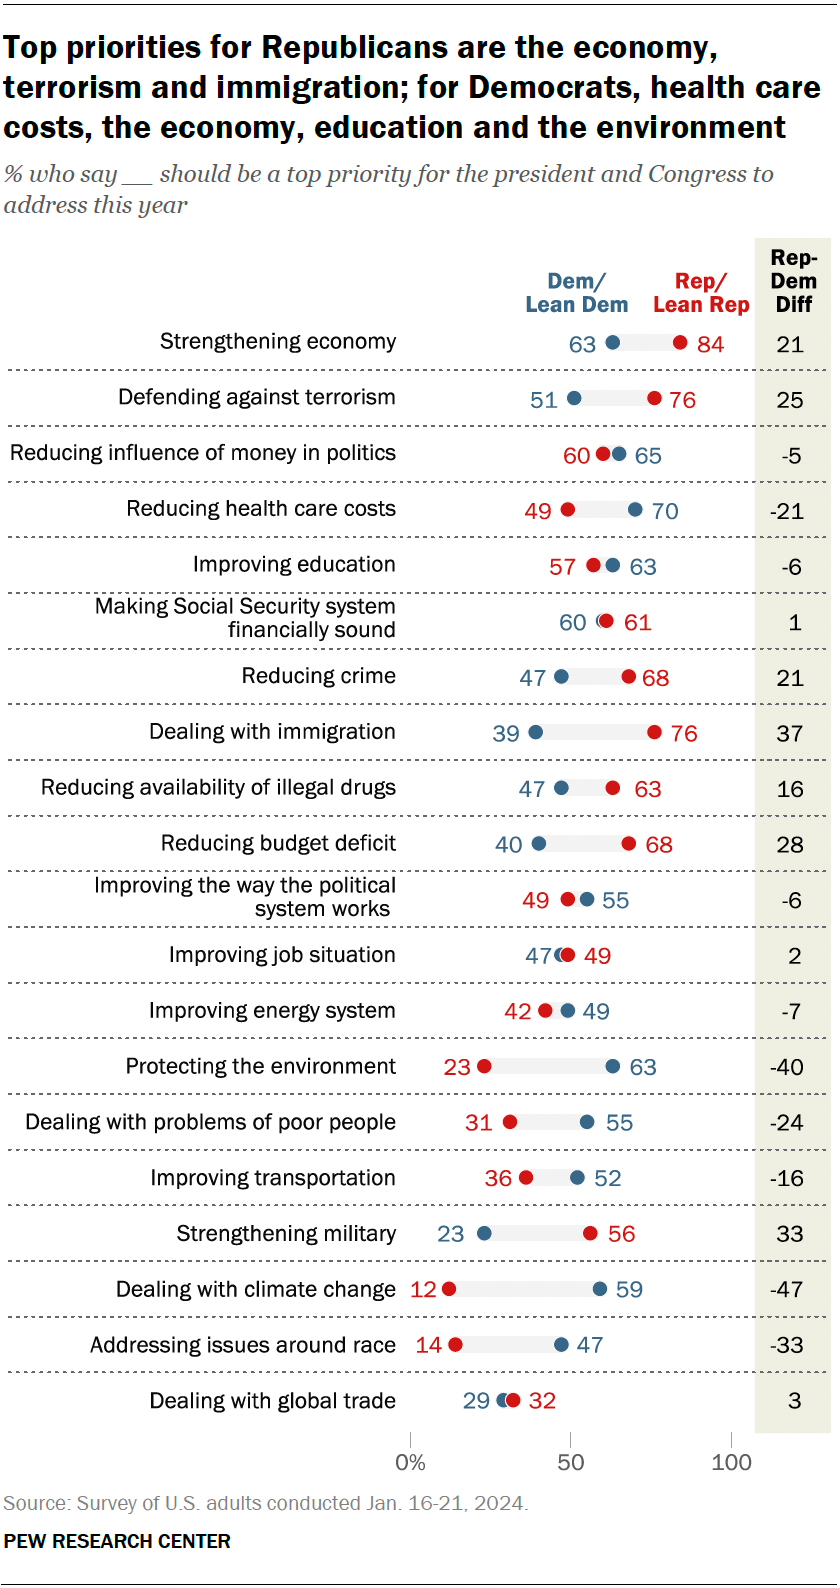 Top priorities for Republicans are the economy,
terrorism and immigration; for Democrats, health care
costs, the economy, education and the environment
% who say __ should be a top priority for the president and Congress to
address this year
Rep-
Dem
Diff
Dem/
Lean Dem
Rep/
Lean Rep
Strengthening economy 63 84 21
Defending against terrorism 51 76 25
Reducing influence of money in politics 60 65 -5
Reducing health care costs 49 70 -21
Improving education 57 63 -6
Making Social Security system
financially sound 60 61 1
Reducing crime 47 68 21
Dealing with immigration 39 76 37
Reducing availability of illegal drugs 47 63 16
Reducing budget deficit 40 68 28
Improving the way the political
system works 49 55 -6
Improving job situation 47 49 2
Improving energy system 42 49 -7
Protecting the environment 23 63 -40
Dealing with problems of poor people 31 55 -24
Improving transportation 36 52 -16
Strengthening military 23 56 33
Dealing with climate change 12 59 -47
Addressing issues around race 14 47 -33
Dealing with global trade 29 32 3
0% 50 100
Source: Survey of U.S. adults conducted Jan. 16-21, 2024.
PEW RESEARCH CENTER